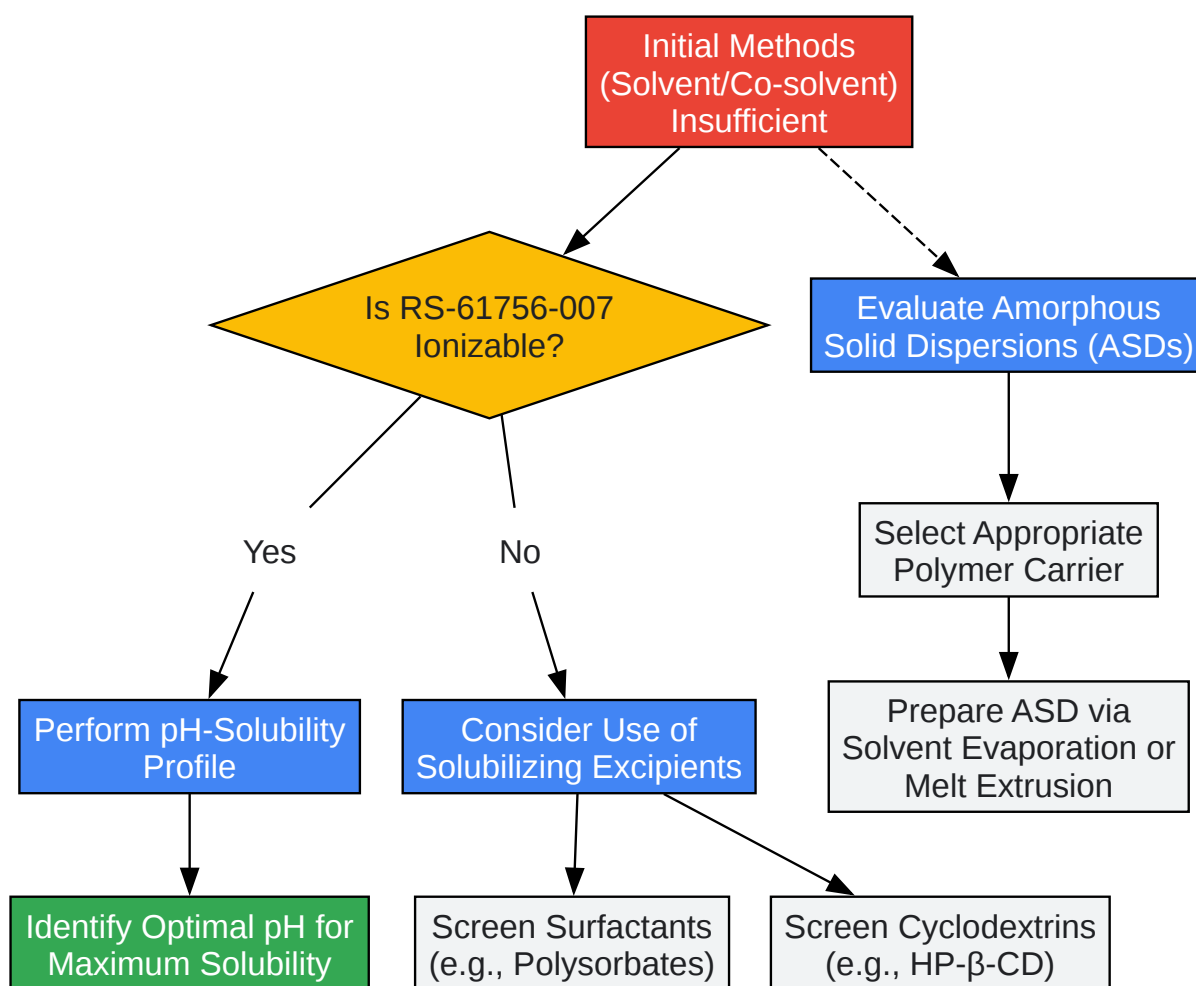 Initial Methods
(Solvent/Co-solvent)
Insufficient
Is RS-61756-007
Ionizable?
Evaluate Amorphous
Solid Dispersions (ASDs)
Select Appropriate
Polymer Carrier
Yes
No
Perform pH-Solubility
Profile
Consider Use of
Solubilizing Excipients
Prepare ASD via
Solvent Evaporation or
Melt Extrusion
Identify Optimal pH for
Maximum Solubility
Screen Surfactants
(e.g., Polysorbates)
Screen Cyclodextrins
(e.g., HP-β-CD)